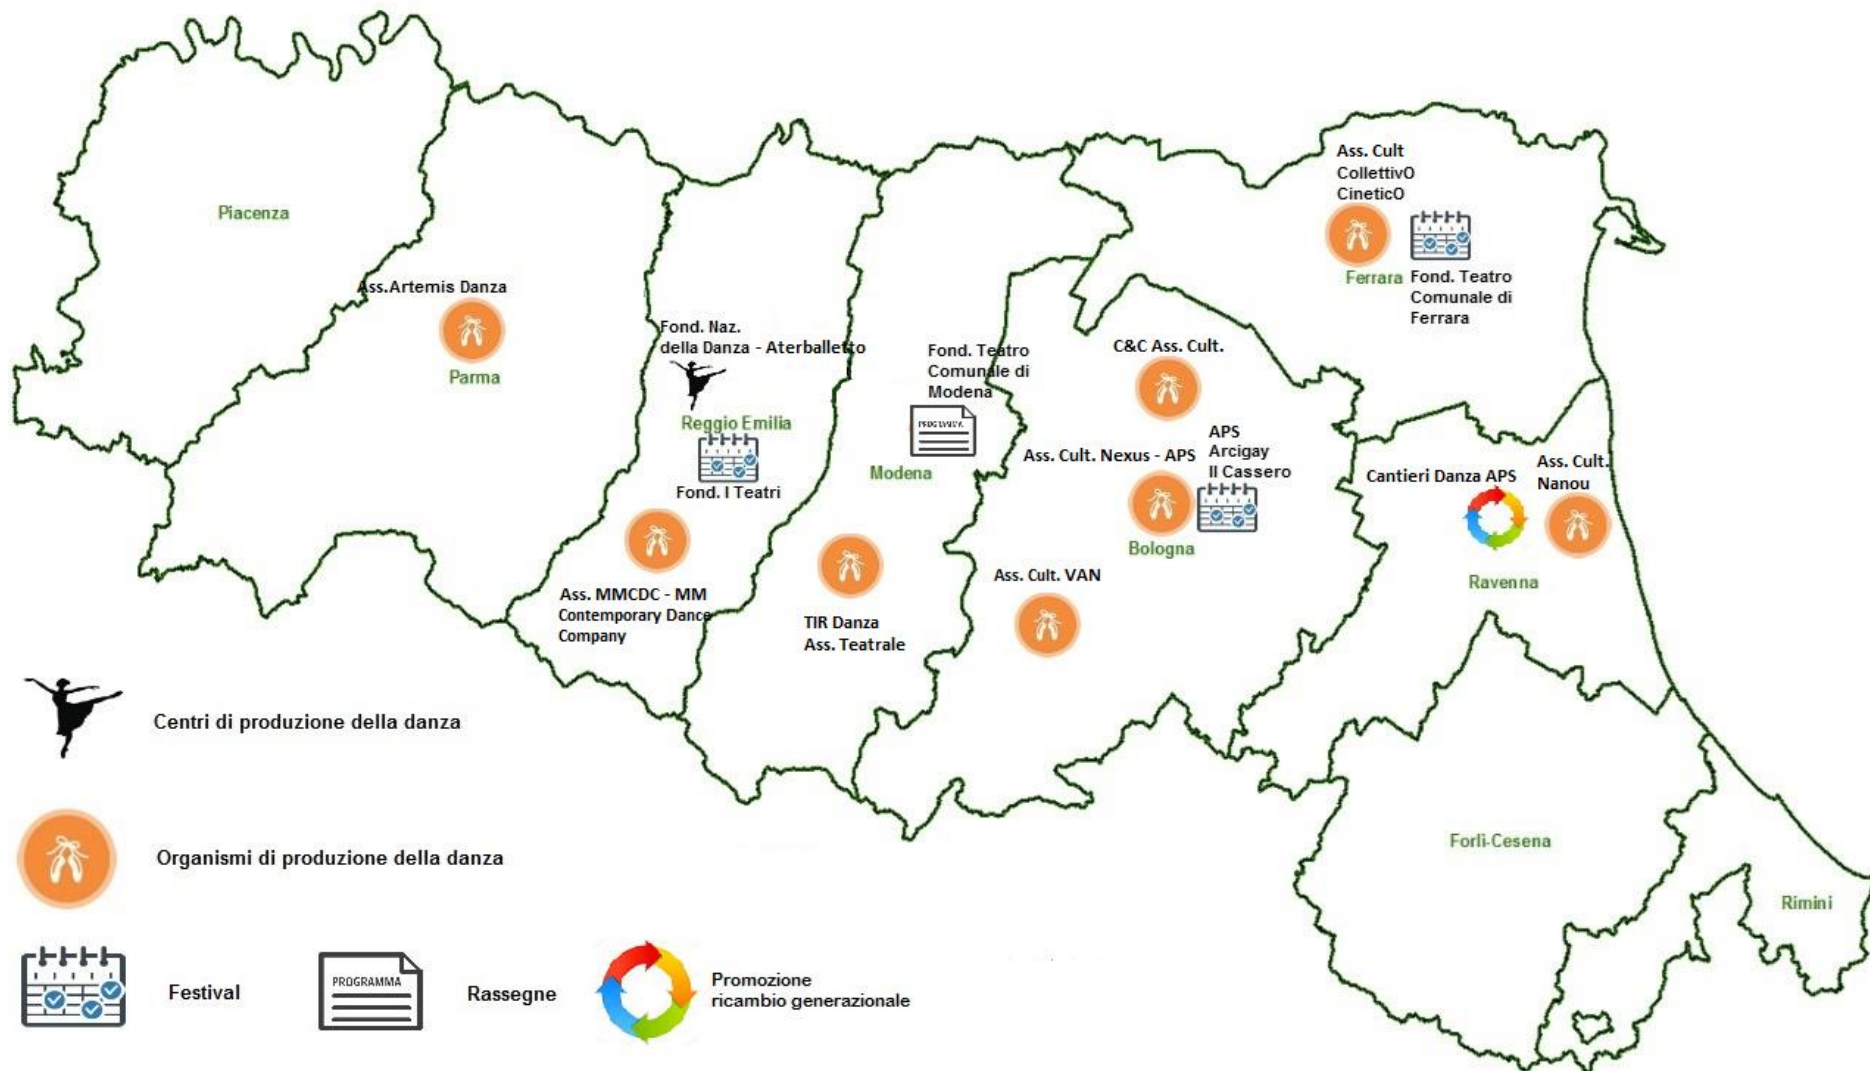 Piacenza
Ass.Artemis Danza
Parma
Fond. Naz.
della Danza - Aterballetto
Reggio Emilia
Fond. I Teatri
Ass. MMCDC - MM
Contemporary Dance
Company
Fond. Teatro
Comunale di
Modena
PROGRAMMA
Modena
TIR Danza
Ass. Teatrale
C&C Ass. Cult.
Ass. Cult. Nexus - APS
APS
Arcigay
Il Cassero
Bologna
Ass. Cult. VAN
Ass. Cult
CollettivO
CineticO
Ferrara
Fond. Teatro
Comunale di
Ferrara
Cantieri Danza APS
Ass. Cult.
Nanou
Ravenna
Forlì-Cesena
Rimini
Centri di produzione della danza
Organismi di produzione della danza
Festival
PROGRAMMA
Rassegne
Promozione
ricambio generazionale